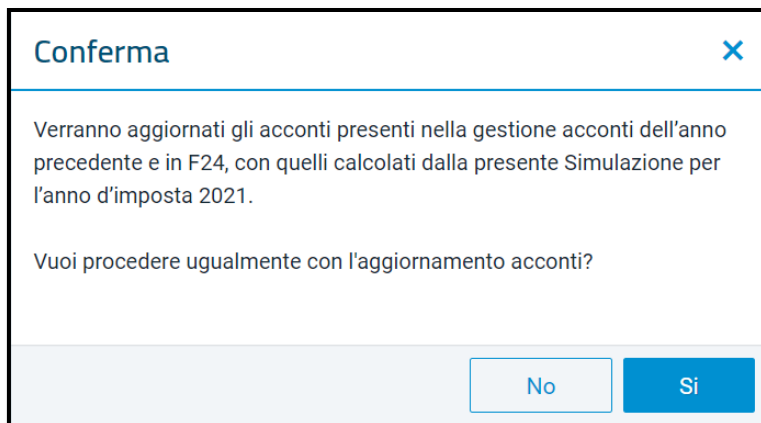 Conferma
Verranno aggiornati gli acconti presenti nella gestione acconti dell’anno
precedente e in F24, con quelli calcolati dalla presente Simulazione per
l’anno d’imposta 2021.
Vuoi procedere ugualmente con l'aggiornamento acconti?
No
Si